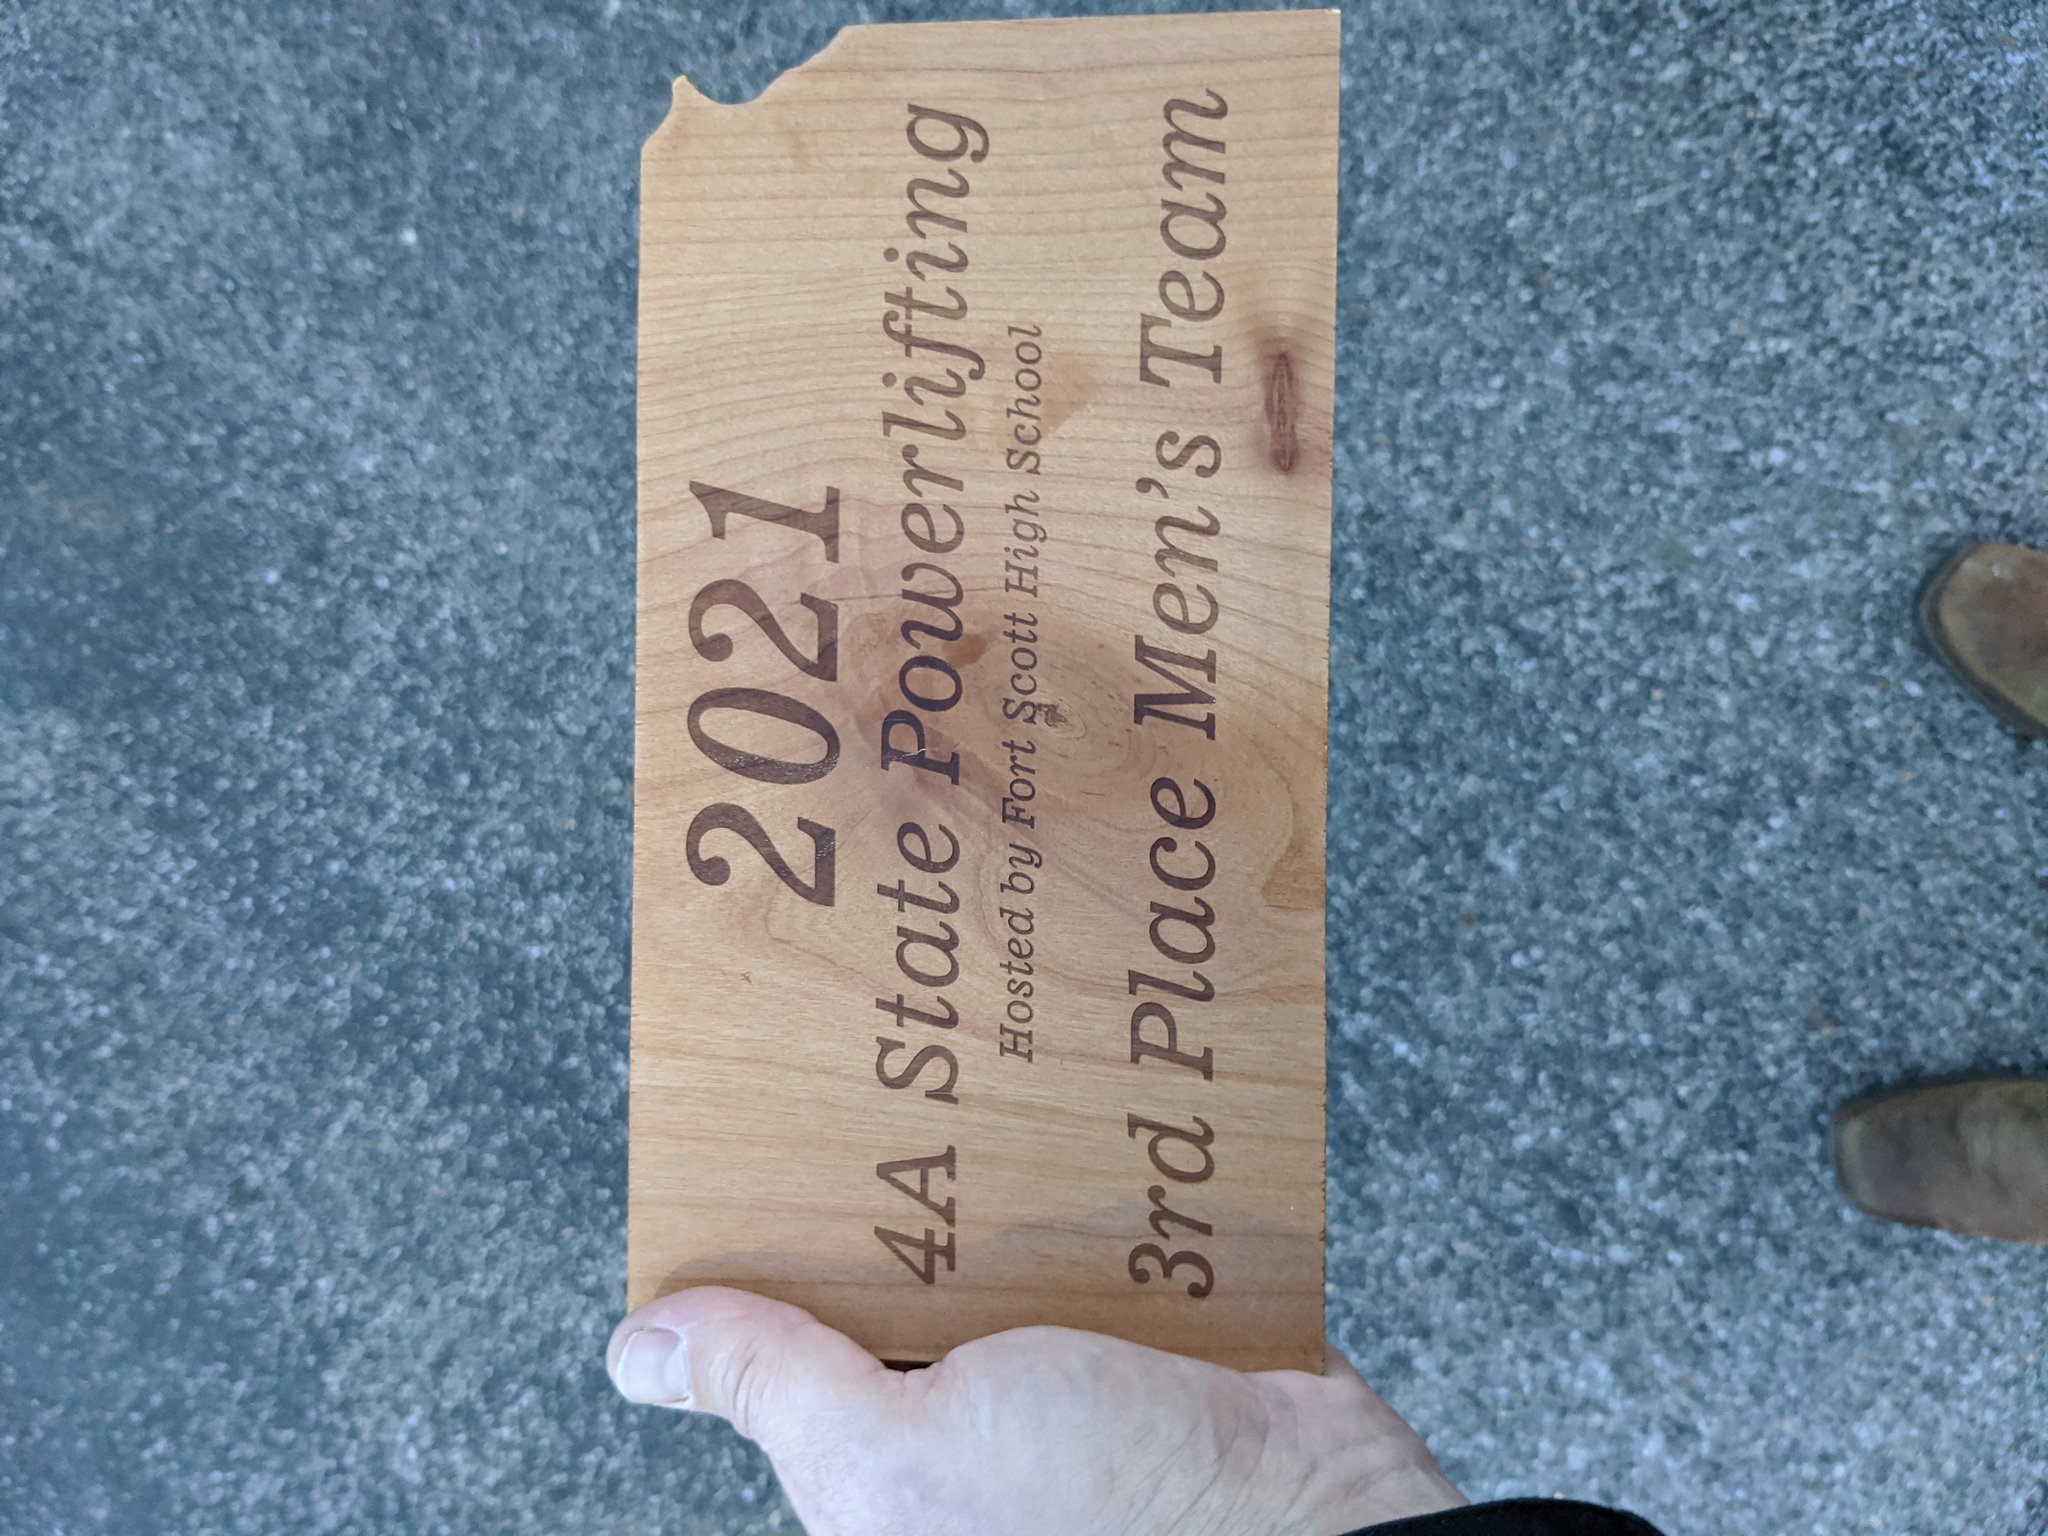 2021
4A State Powerlifting
Hosted by Fort Scott High School
3rd Place Men's Team